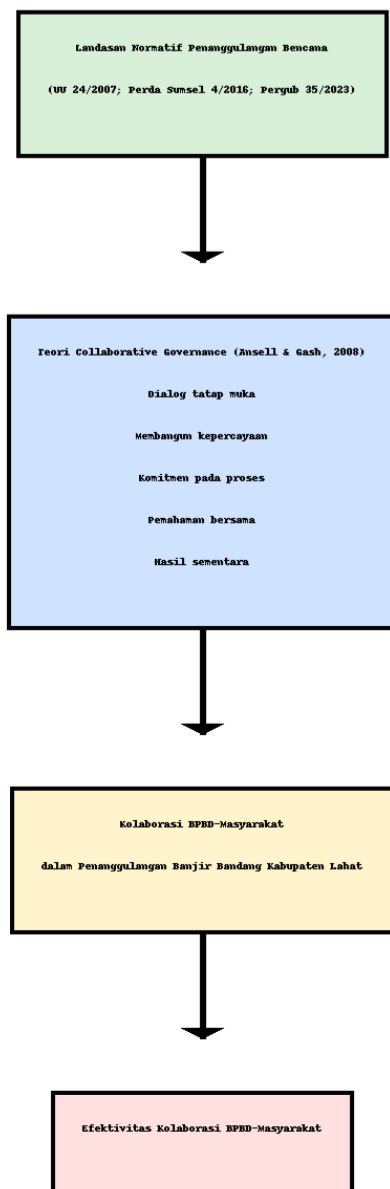 Landasan Normatif Penanggulangan Bencana
(UU 24/2007; Perda Sumsel 4/2016; Pergub 35/2023)
Teori Collaborative Governance (Ansell & Gash, 2008)
Dialog tatap muka
Membangun kepercayaan
Komitmen pada proses
Pemahaman bersama
Hasil sementara
Kolaborasi BPBD-Masyarakat
dalam Penanggulangan Banjir Bandang Kabupaten Lahat
Efektivitas Kolaborasi BPBD-Masyarakat